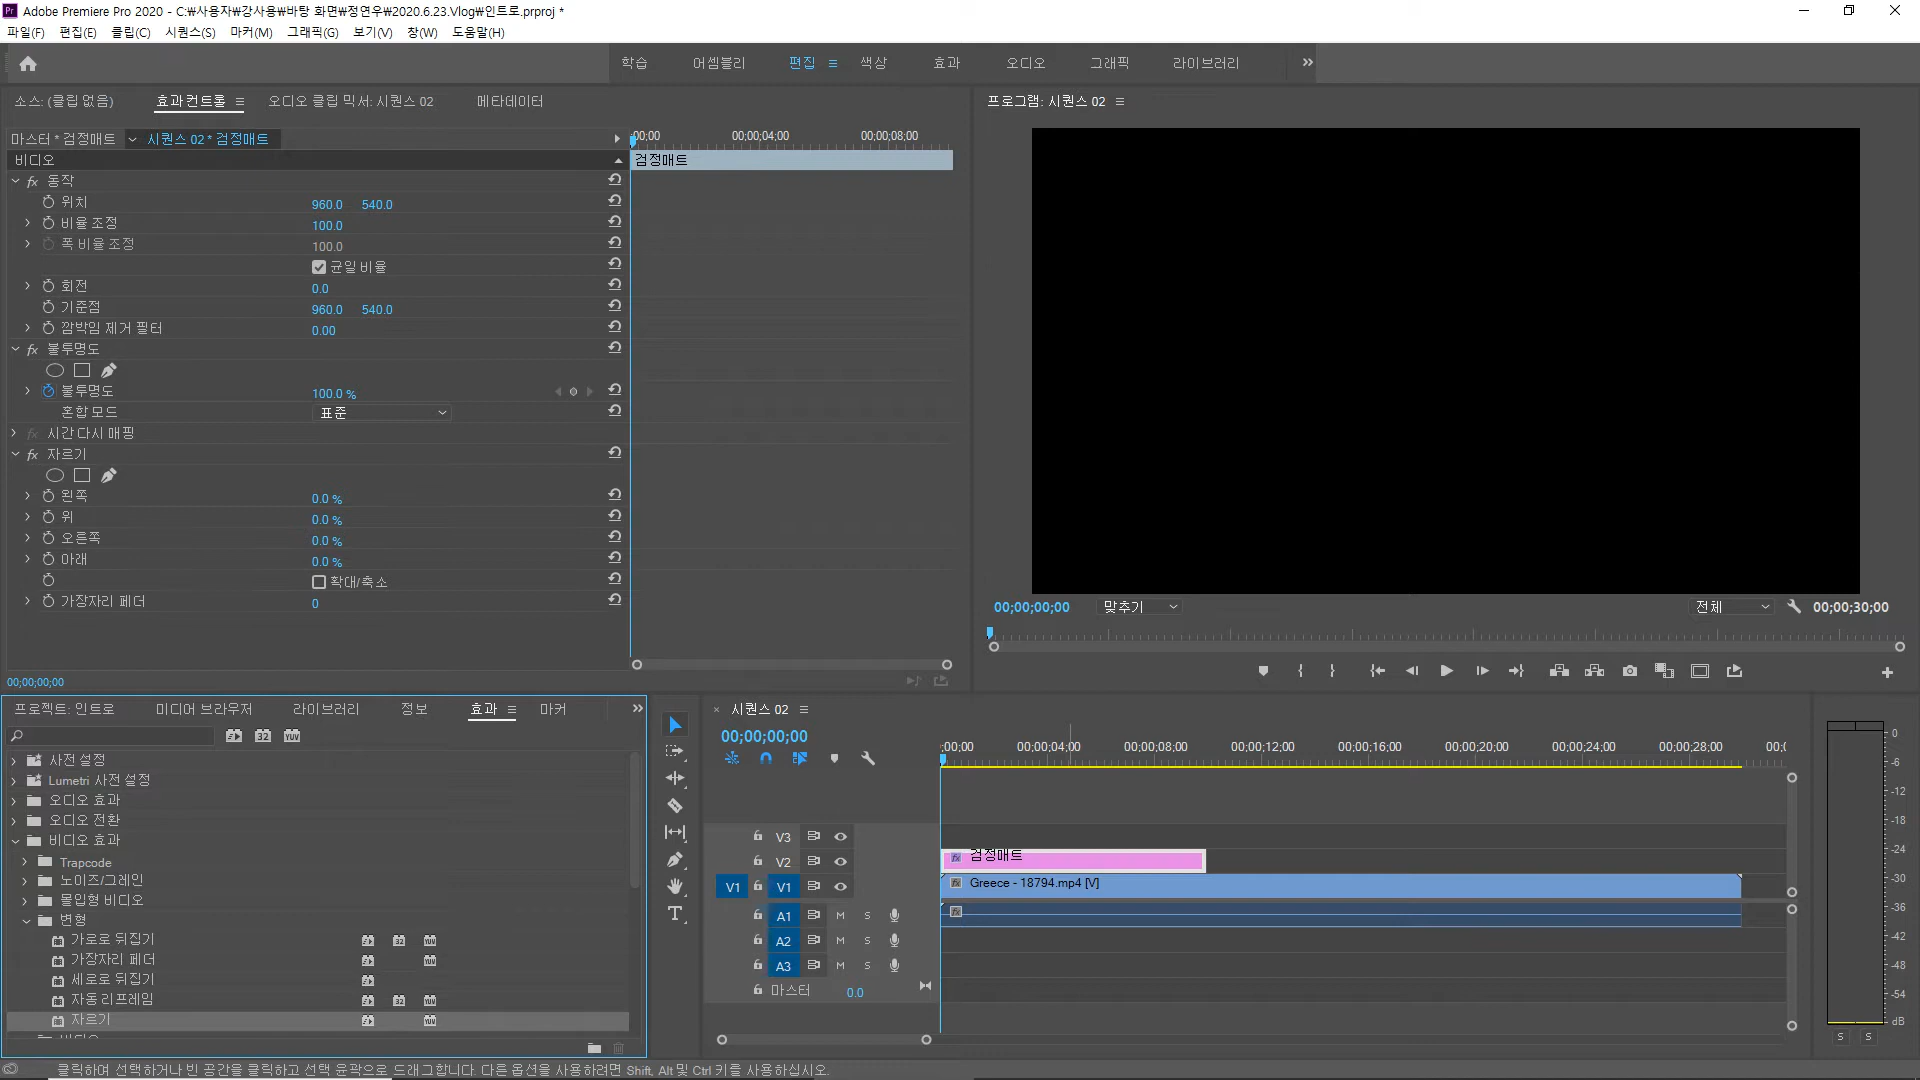 Adobe Premiere Pro 2020 - C:₩사용자₩강사용₩바탕 화면₩정연우₩2020.6.23.Vlog₩인트로.prproj *
파일(F) 편집(E) 클립(C) 시퀀스(S) 마커(M) 그래픽(G) 보기(V) 창(W) 도움말(H)
학습 어셈블리 편집 색상 효과 오디오 그래픽 라이브러리
소스: (클립 없음) 효과 컨트롤 오디오 클립 믹서: 시퀀스 02 메타데이터
마스터 * 검정매트 시퀀스 02 * 검정매트
:00;00 00;00;04;00 00;00;08;00
비디오
검정매트
동작
위치 960.0 540.0
비율 조정 100.0
폭 비율 조정 100.0
균일 비율
회전 0.0
기준점 960.0 540.0
깜박임 제거 필터 0.00
불투명도
불투명도 100.0 %
혼합 모드 표준
시간 다시 매핑
자르기
왼쪽 0.0 %
위 0.0 %
오른쪽 0.0 %
아래 0.0 %
확대/축소
가장자리 페더 0
00;00;00;00
프로그램: 시퀀스 02
00;00;00;00 맞추기 전체 00;00;30;00
프로젝트: 인트로 미디어 브라우저 라이브러리 정보 효과 마커
32 YUV
사전 설정
Lumetri 사전 설정
오디오 효과
오디오 전환
비디오 효과
Trapcode
노이즈/그레인
몰입형 비디오
변형
가로로 뒤집기 32 YUV
가장자리 페더 YUV
세로로 뒤집기
자동 리프레임 32 YUV
자르기 YUV
시퀀스 02
00;00;00;00
;00;00 00;00;04;00 00;00;08;00 00;00;12;00 00;00;16;00 00;00;20;00 00;00;24;00 00;00;28;00 00;0
V3
V2 검정매트
V1 V1 Greece - 18794.mp4 [V]
A1 M S
A2 M S
A3 M S
마스터 0.0
0
-6
-12
-18
-24
-30
-36
-42
-48
-54
dB
S S
클릭하여 선택하거나 빈 공간을 클릭하고 선택 윤곽으로 드래그합니다. 다른 옵션을 사용하려면 Shift, Alt 및 Ctrl 키를 사용하십시오.